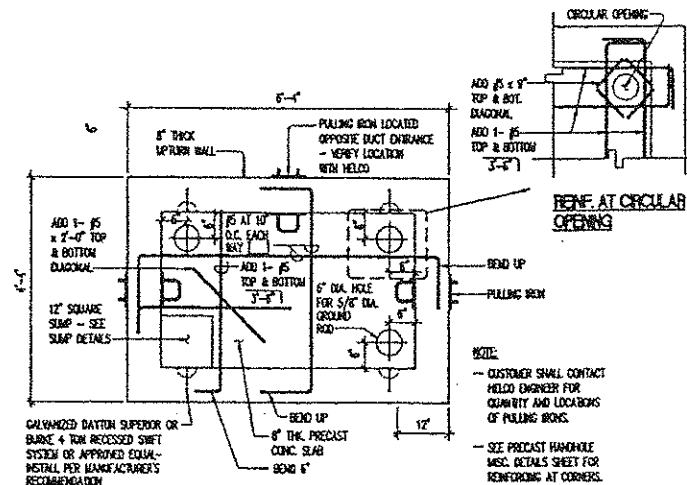 CIRCULAR OPENING
ADD #5 x 9"
TOP & BOT.
DIAGONAL
ADD 1- #5
TOP & BOTTOM
3'-6"
REINF. AT CIRCULAR
OPENING
8" THICK
UPTURN WALL
PULLING IRON LOCATED
OPPOSITE DUCT ENTRANCE
- VERIFY LOCATION
WITH HELCO
ADD 1- #5
x 2'-0" TOP
& BOTTOM
DIAGONAL
6"
6"
#5 AT 10"
O.C. EACH
WAY
6"
6"
ADD 1- #5
TOP & BOTTOM
3'-6"
6" DIA. HOLE
FOR 5/8" DIA.
GROUND
ROD
6"
6"
BEND UP
PULLING IRON
12" SQUARE
SUMP - SEE
SUMP DETAILS
GALVANIZED DAYTON SUPERIOR OR
BURKE 4 TON RECESSED SWIFT
SYSTEM OR APPROVED EQUAL-
INSTALL PER MANUFACTURER'S
RECOMMENDATION
BEND UP
8" THK. PRECAST
CONC. SLAB
BEND 6"
12"
NOTE:
- CUSTOMER SHALL CONTACT
HELCO ENGINEER FOR
QUANTITY AND LOCATIONS
OF PULLING IRONS.
- SEE PRECAST HANDHOLE
MISC. DETAILS SHEET FOR
REINFORCING AT CORNERS.